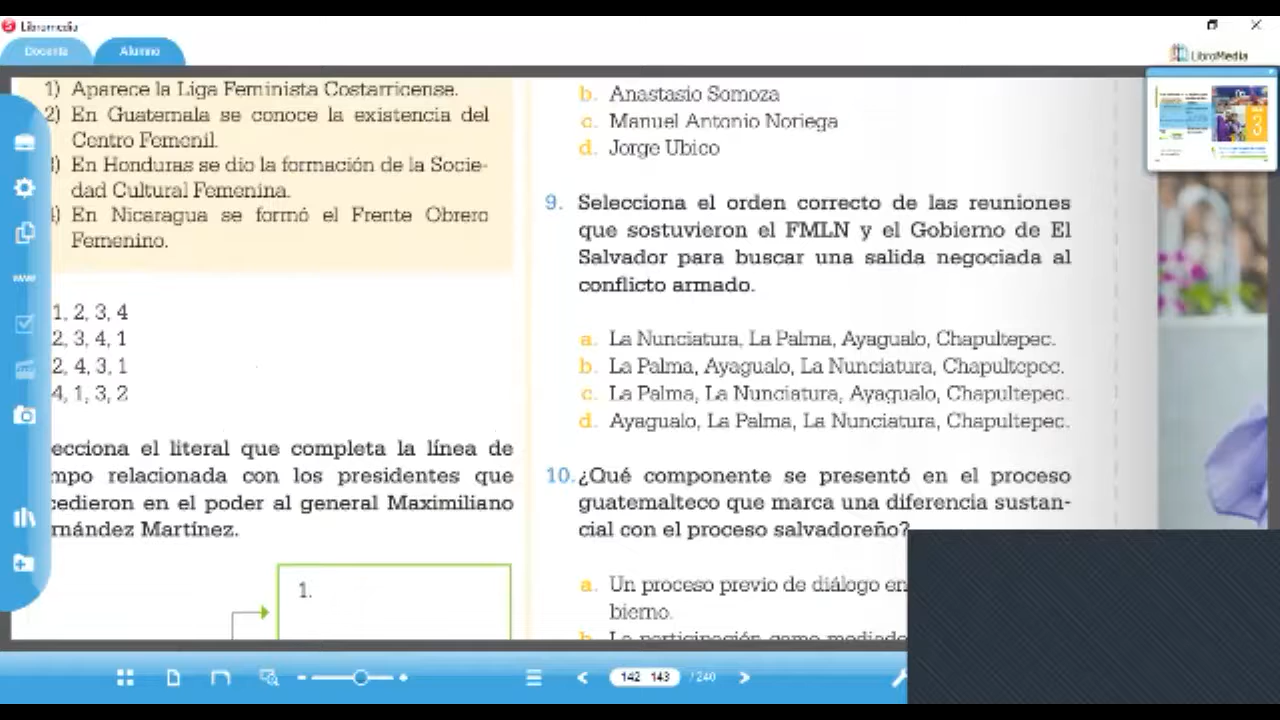 Libromedia
Docente
Alumno
LibroMedia
1) Aparece la Liga Feminista Costarricense.
2) En Guatemala se conoce la existencia del
Centro Femenil.
3) En Honduras se dio la formación de la Socie-
dad Cultural Femenina.
4) En Nicaragua se formó el Frente Obrero
Femenino.
1, 2, 3, 4
2, 3, 4, 1
2, 4, 3, 1
4, 1, 3, 2
ecciona el literal que completa la línea de
mpo relacionada con los presidentes que
cedieron en el poder al general Maximiliano
rnández Martínez.
1.
b. Anastasio Somoza
c. Manuel Antonio Noriega
d. Jorge Ubico
9. Selecciona el orden correcto de las reuniones
que sostuvieron el FMLN y el Gobierno de El
Salvador para buscar una salida negociada al
conflicto armado.
a. La Nunciatura, La Palma, Ayagualo, Chapultepec.
b. La Palma, Ayagualo, La Nunciatura, Chapultepec.
c. La Palma, La Nunciatura, Ayagualo, Chapultepec.
d. Ayagualo, La Palma, La Nunciatura, Chapultepec.
10. ¿Qué componente se presentó en el proceso
guatemalteco que marca una diferencia sustan-
cial con el proceso salvadoreño?
a. Un proceso previo de diálogo en
bierno.
b. La participación como mediado
www
142 143 / 240